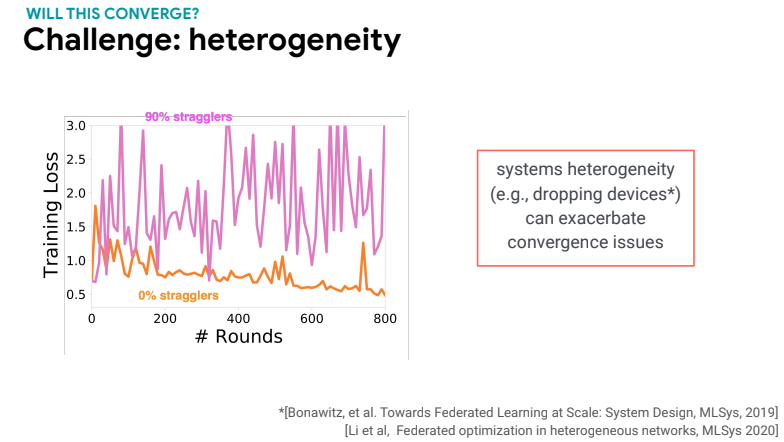 WILL THIS CONVERGE?
Challenge: heterogeneity
90% stragglers
3.0
2.5
2.0
1.5
1.0
0.5
Training Loss
0% stragglers
0 200 400 600 800
# Rounds
systems heterogeneity
(e.g., dropping devices*)
can exacerbate
convergence issues
*[Bonawitz, et al. Towards Federated Learning at Scale: System Design, MLSys, 2019]
[Li et al, Federated optimization in heterogeneous networks, MLSys 2020]